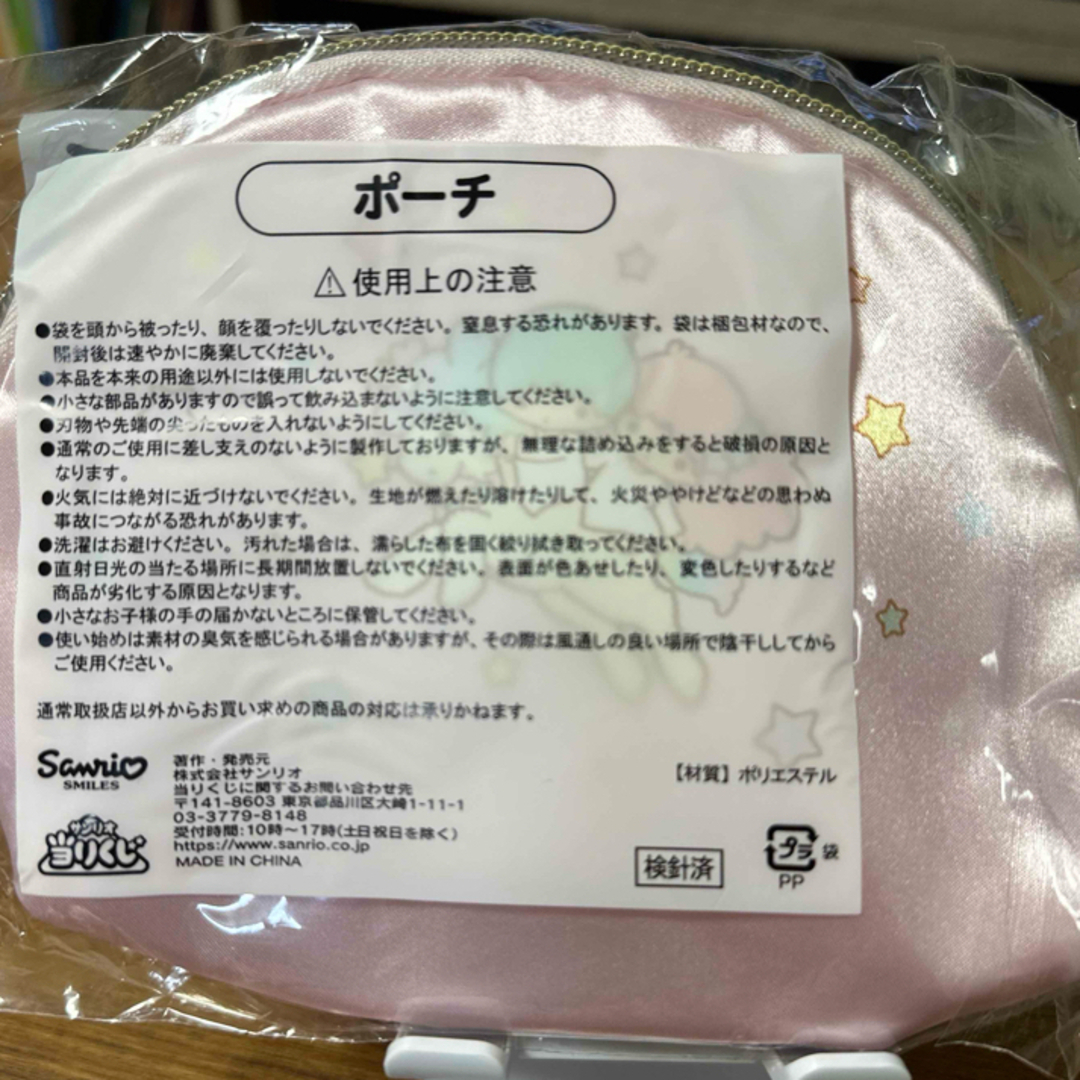 ポーチ
⚠使用上の注意
●袋を頭から被ったり、顔を覆ったりしないでください。窒息する恐れがあります。袋は梱包材なので、
開封後は速やかに廃棄してください。
●本品を本来の用途以外には使用しないでください。
●小さな部品がありますので誤って飲み込まないように注意してください。
●刃物や先端の尖ったものを入れないようにしてください。
●通常のご使用に差し支えのないように製作しておりますが、無理な詰め込みをすると破損の原因と
なります。
●火気には絶対に近づけないでください。生地が燃えたり溶けたりして、火災ややけどなどの思わぬ
事故につながる恐れがあります。
●洗濯はお避けください。汚れた場合は、濡らした布を固く絞り拭き取ってください。
●直射日光の当たる場所に長期間放置しないでください。表面が色あせしたり、変色したりするなど
商品が劣化する原因となります。
●小さなお子様の手の届かないところに保管してください。
●使い始めは素材の臭気を感じられる場合がありますが、その際は風通しの良い場所で陰干ししてから
ご使用ください。
通常取扱店以外からお買い求めの商品の対応は承りかねます。
Sanrio
SMILES
サンリオ
当りくじ
著作・発売元
株式会社サンリオ
当りくじに関するお問い合わせ先
〒141-8603 東京都品川区大崎1-11-1
03-3779-8148
受付時間:10時〜17時(土日祝日を除く)
https://www.sanrio.co.jp
MADE IN CHINA
【材質】ポリエステル
検針済
プラ 袋
PP